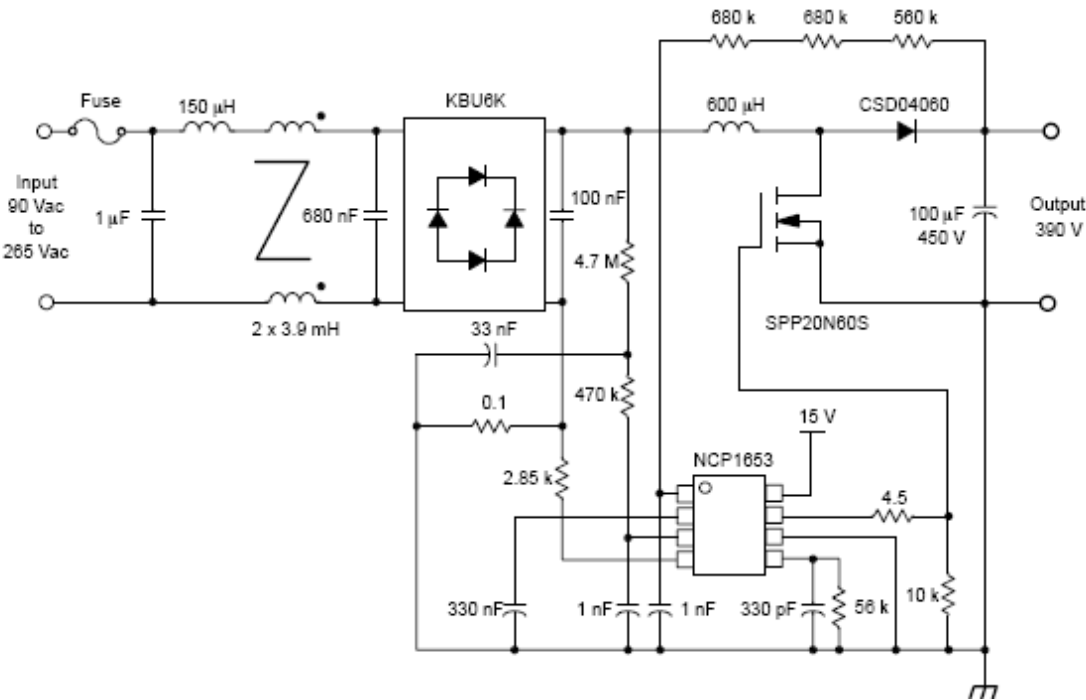 680 k
680 k
560 k
Fuse
150 µH
KBU6K
600 µH
CSD04060
Input
90 Vac
to
265 Vac
1 µF
680 nF
100 nF
4.7 M
100 µF
450 V
Output
390 V
2 x 3.9 mH
SPP20N60S
33 nF
470 k
0.1
15 V
2.85 k
NCP1653
4.5
330 nF
1 nF
1 nF
330 pF
56 k
10 k